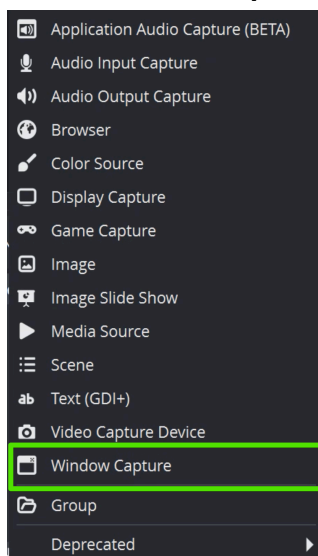 Application Audio Capture (BETA)
Audio Input Capture
Audio Output Capture
Browser
Color Source
Display Capture
Game Capture
Image
Image Slide Show
Media Source
Scene
ab Text (GDI+)
Video Capture Device
Window Capture
Group
Deprecated